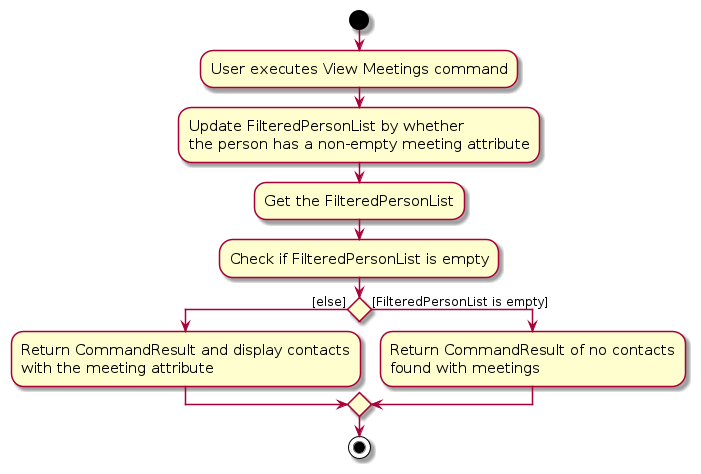 User executes View Meetings command
Update FilteredPersonList by whether
the person has a non-empty meeting attribute
Get the FilteredPersonList
Check if FilteredPersonList is empty
[else]
[FilteredPersonList is empty]
Return CommandResult and display contacts
with the meeting attribute
Return CommandResult of no contacts
found with meetings